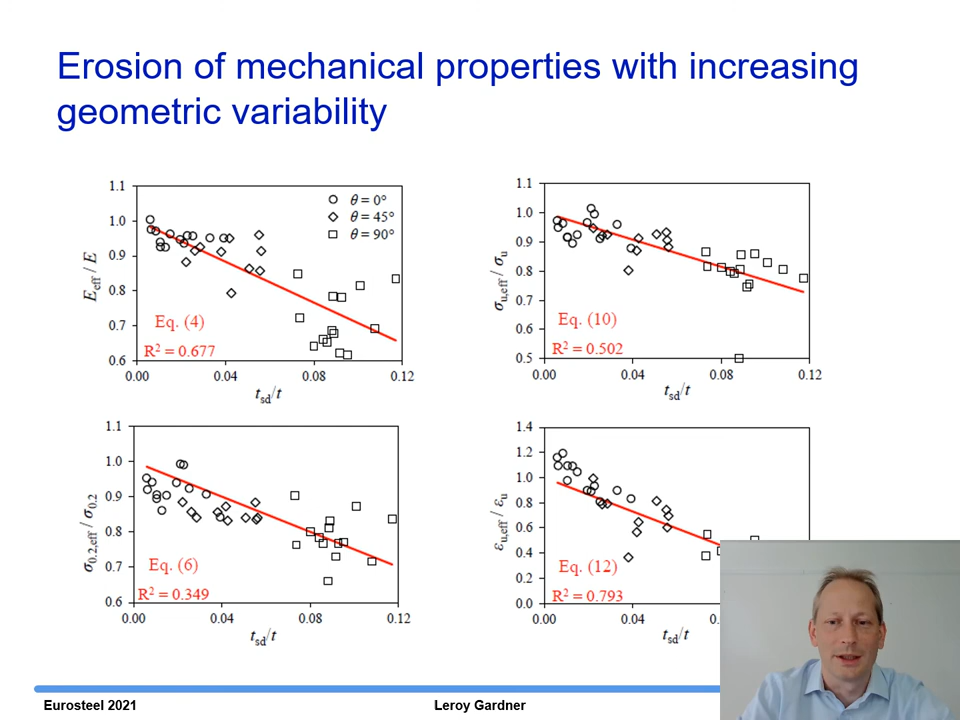 Erosion of mechanical properties with increasing
geometric variability
1.1
1.0
0.9
0.8
0.7
0.6
E_eff / E
θ = 0°
θ = 45°
θ = 90°
Eq. (4)
R² = 0.677
0.00 0.04 0.08 0.12
t_sd/t
1.1
1.0
0.9
0.8
0.7
0.6
0.5
σ_u,eff / σ_u
Eq. (10)
R² = 0.502
0.00 0.04 0.08 0.12
t_sd/t
1.1
1.0
0.9
0.8
0.7
0.6
σ_0.2,eff / σ_0.2
Eq. (6)
R² = 0.349
0.00 0.04 0.08 0.12
t_sd/t
1.4
1.2
1.0
0.8
0.6
0.4
0.2
0.0
ε_u,eff / ε_u
Eq. (12)
R² = 0.793
0.00 0.04 0.
t_sd/t
Eurosteel 2021 Leroy Gardner